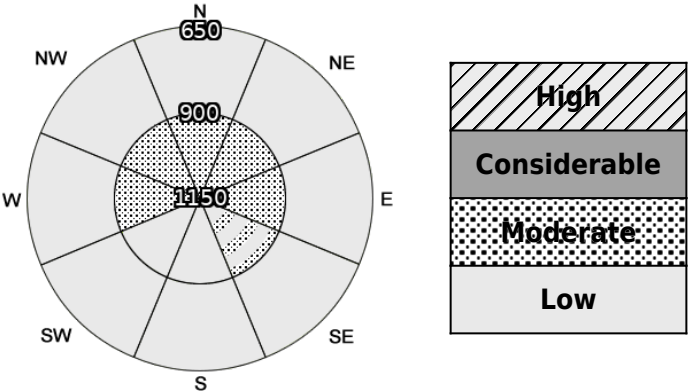 N
650
NW
NE
900
High
Considerable
W
1150
E
Moderate
Low
SW
SE
S